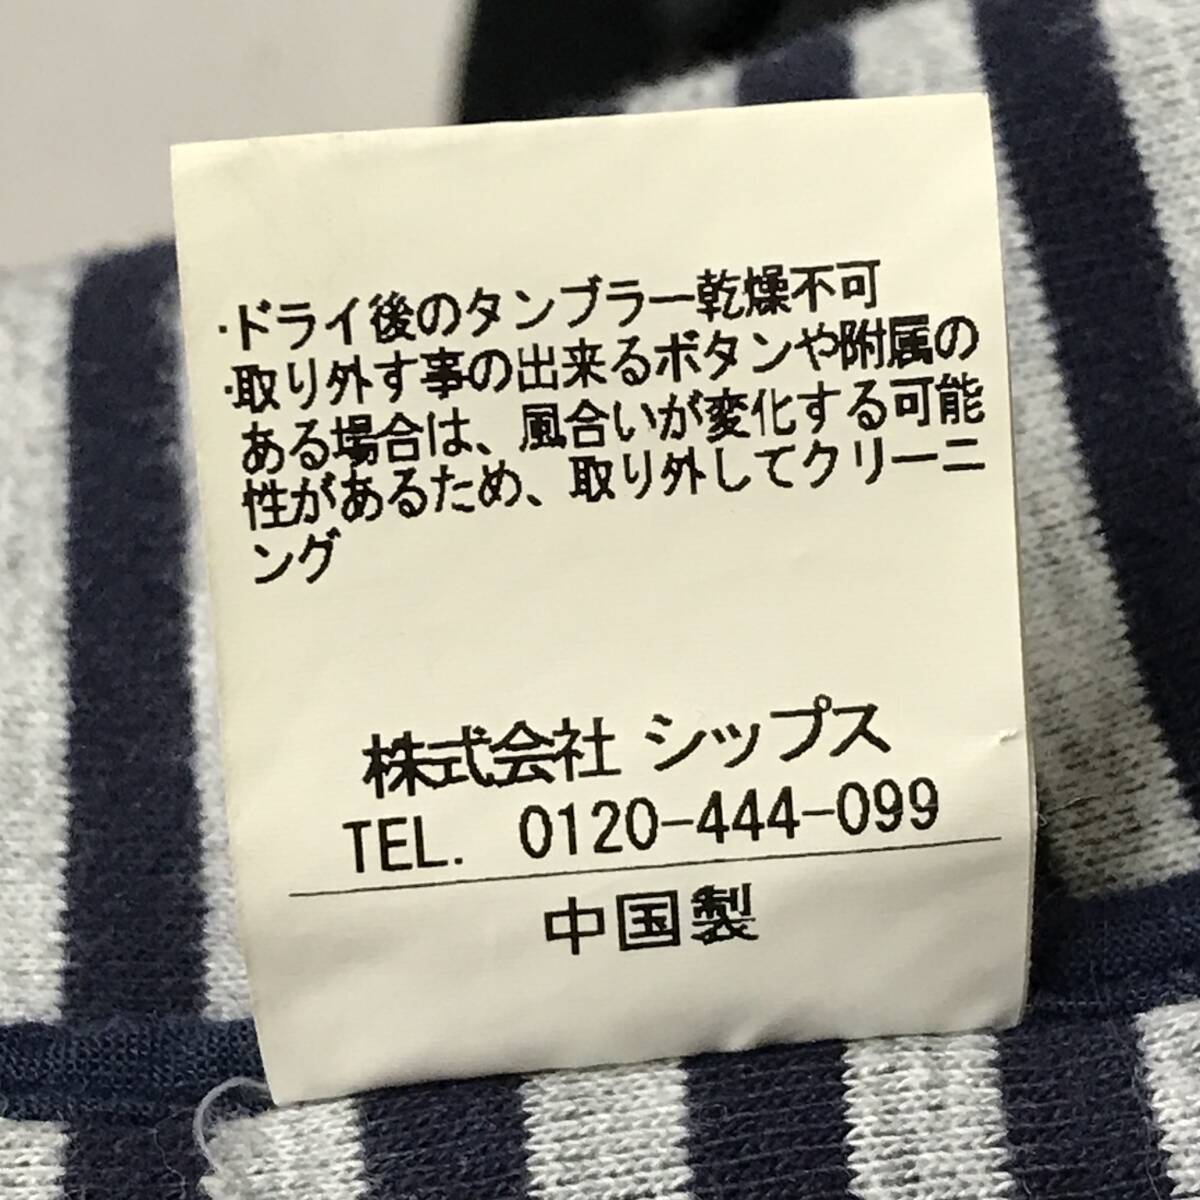 ・ドライ後のタンブラー乾燥不可
・取り外す事の出来るボタンや附属の
ある場合は、風合いが変化する可能
性があるため、取り外してクリーニ
ング
株式会社 シップス
TEL. 0120-444-099
中国製